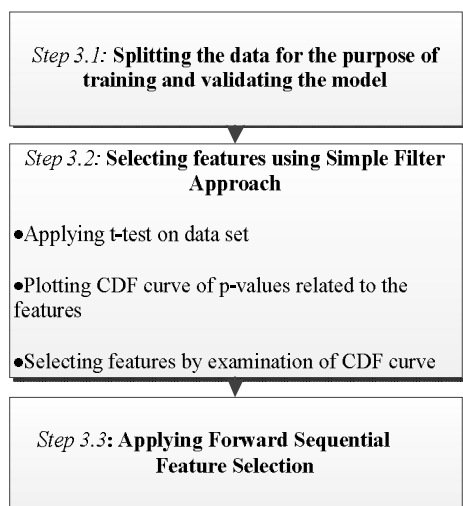 Step 3.1: Splitting the data for the purpose of
training and validating the model
Step 3.2: Selecting features using Simple Filter
Approach
•Applying t-test on data set
•Plotting CDF curve of p-values related to the
features
•Selecting features by examination of CDF curve
Step 3.3: Applying Forward Sequential
Feature Selection